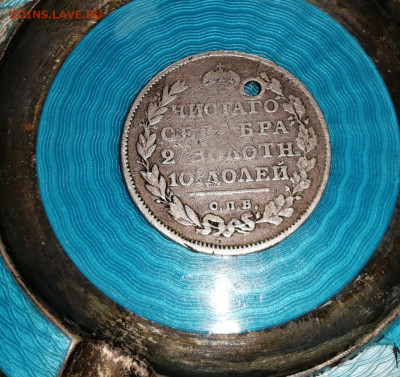 COINS.LAVE.RU
ЧИСТАГО
СЕРЕБРА
2 ЗОЛОТН
10 ДОЛЕЙ
С.П.Б.